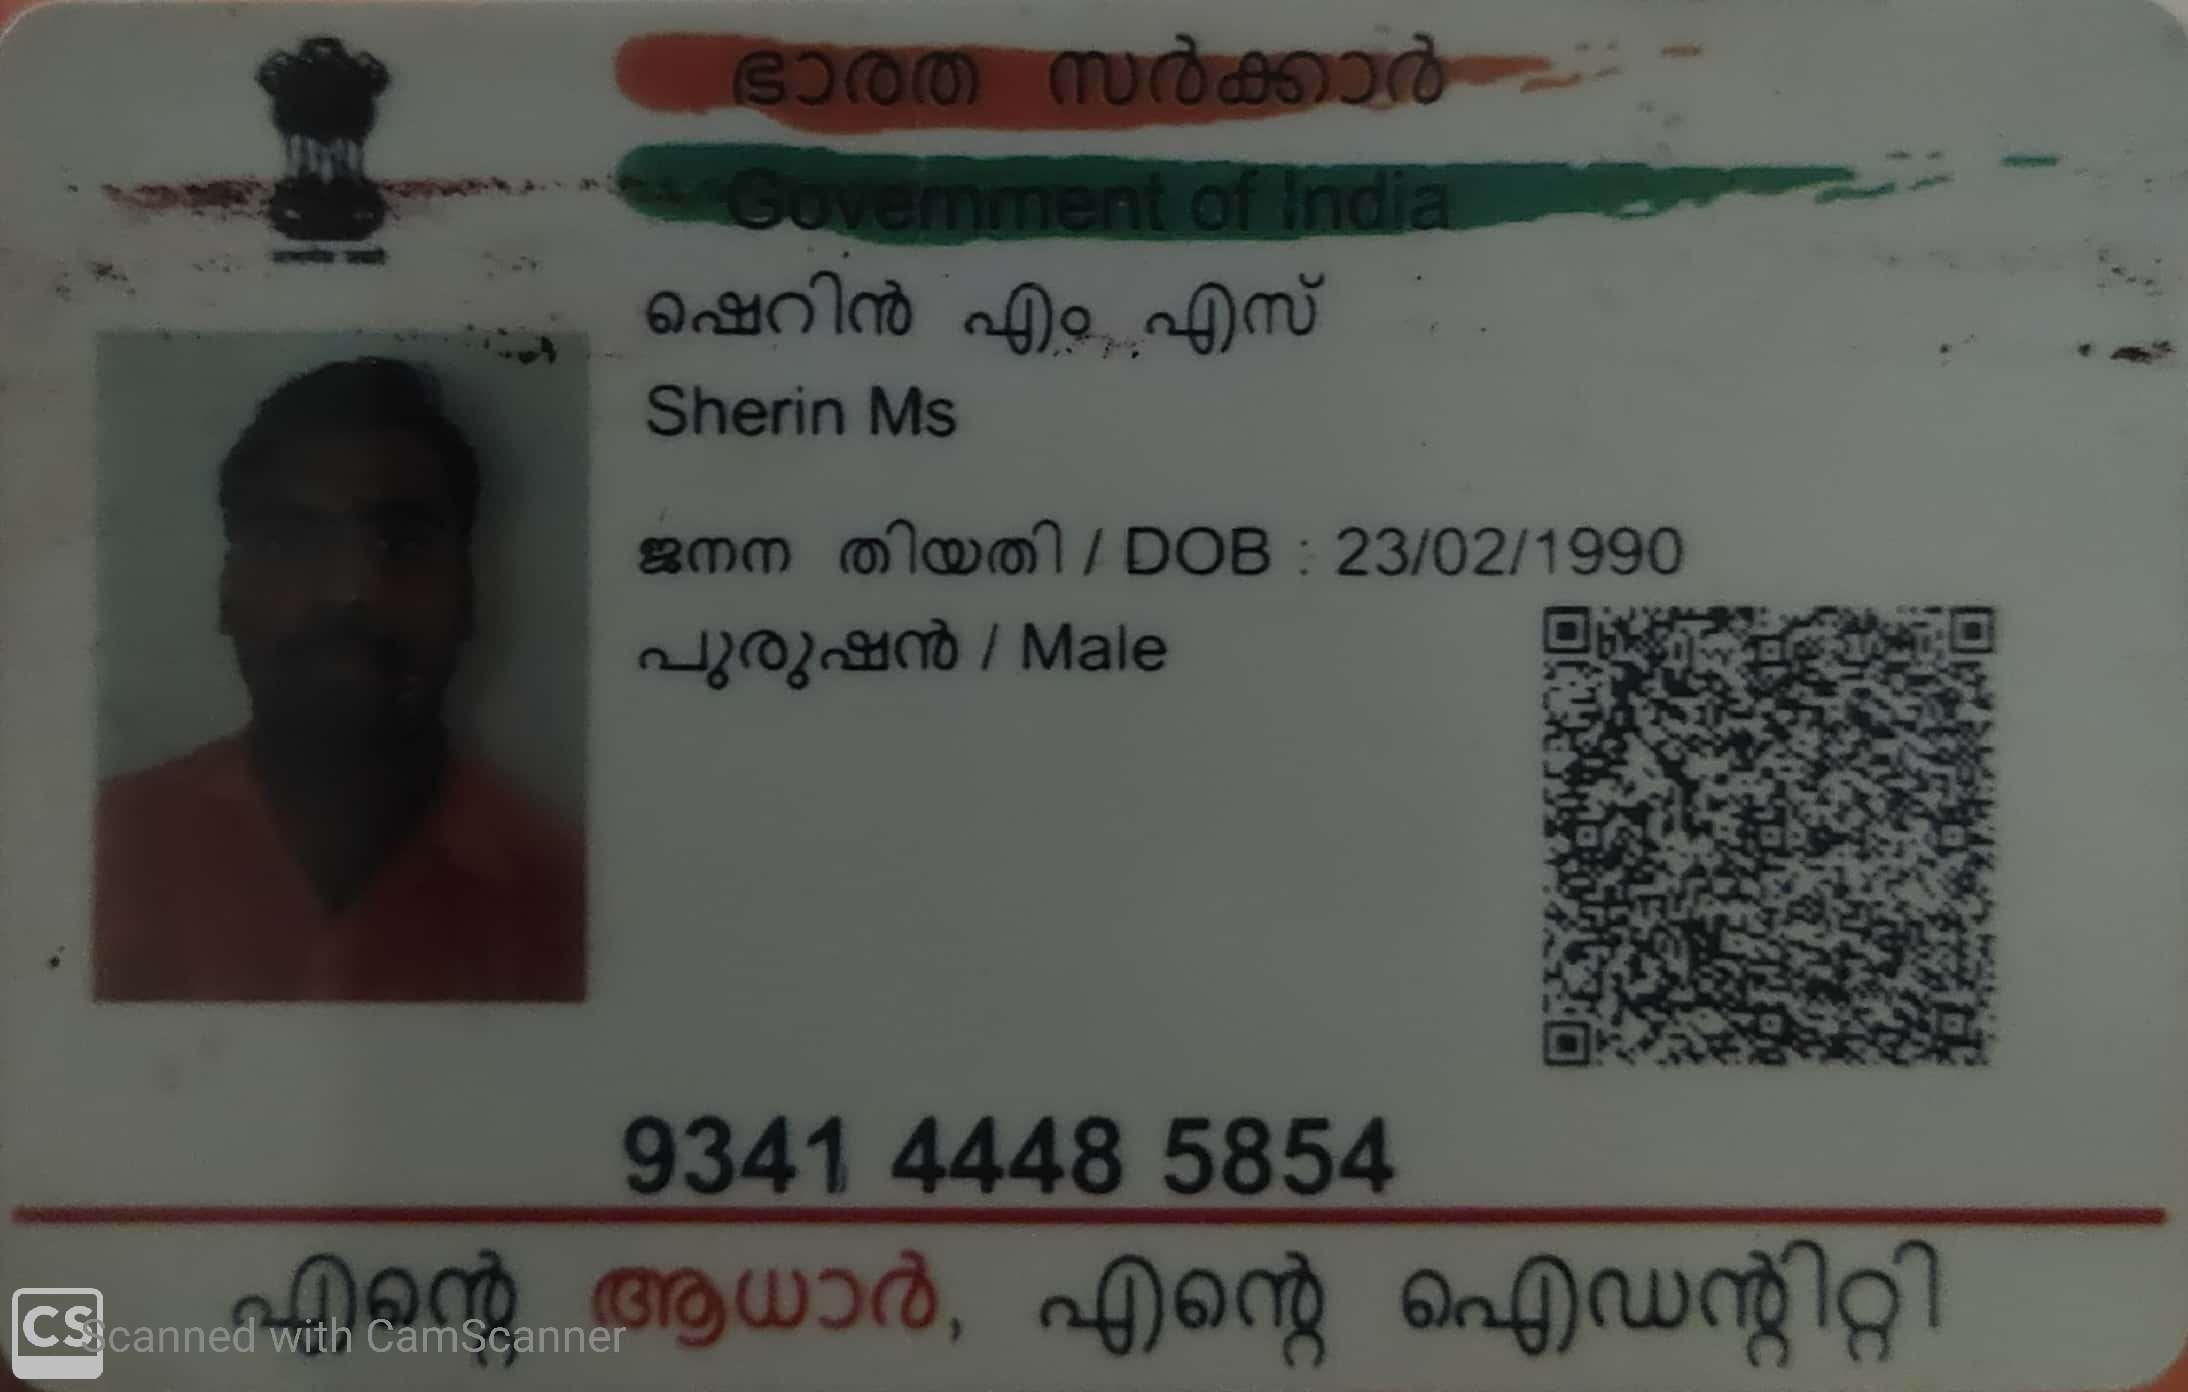 ഭാരത സർക്കാർ
Government of India
ഷെറിൻ എം എസ്
Sherin Ms
ജനന തിയതി / DOB : 23/02/1990
പുരുഷൻ / Male
9341 4448 5854
എന്റെ ആധാർ, എന്റെ ഐഡന്റിറ്റി
CS Scanned with CamScanner